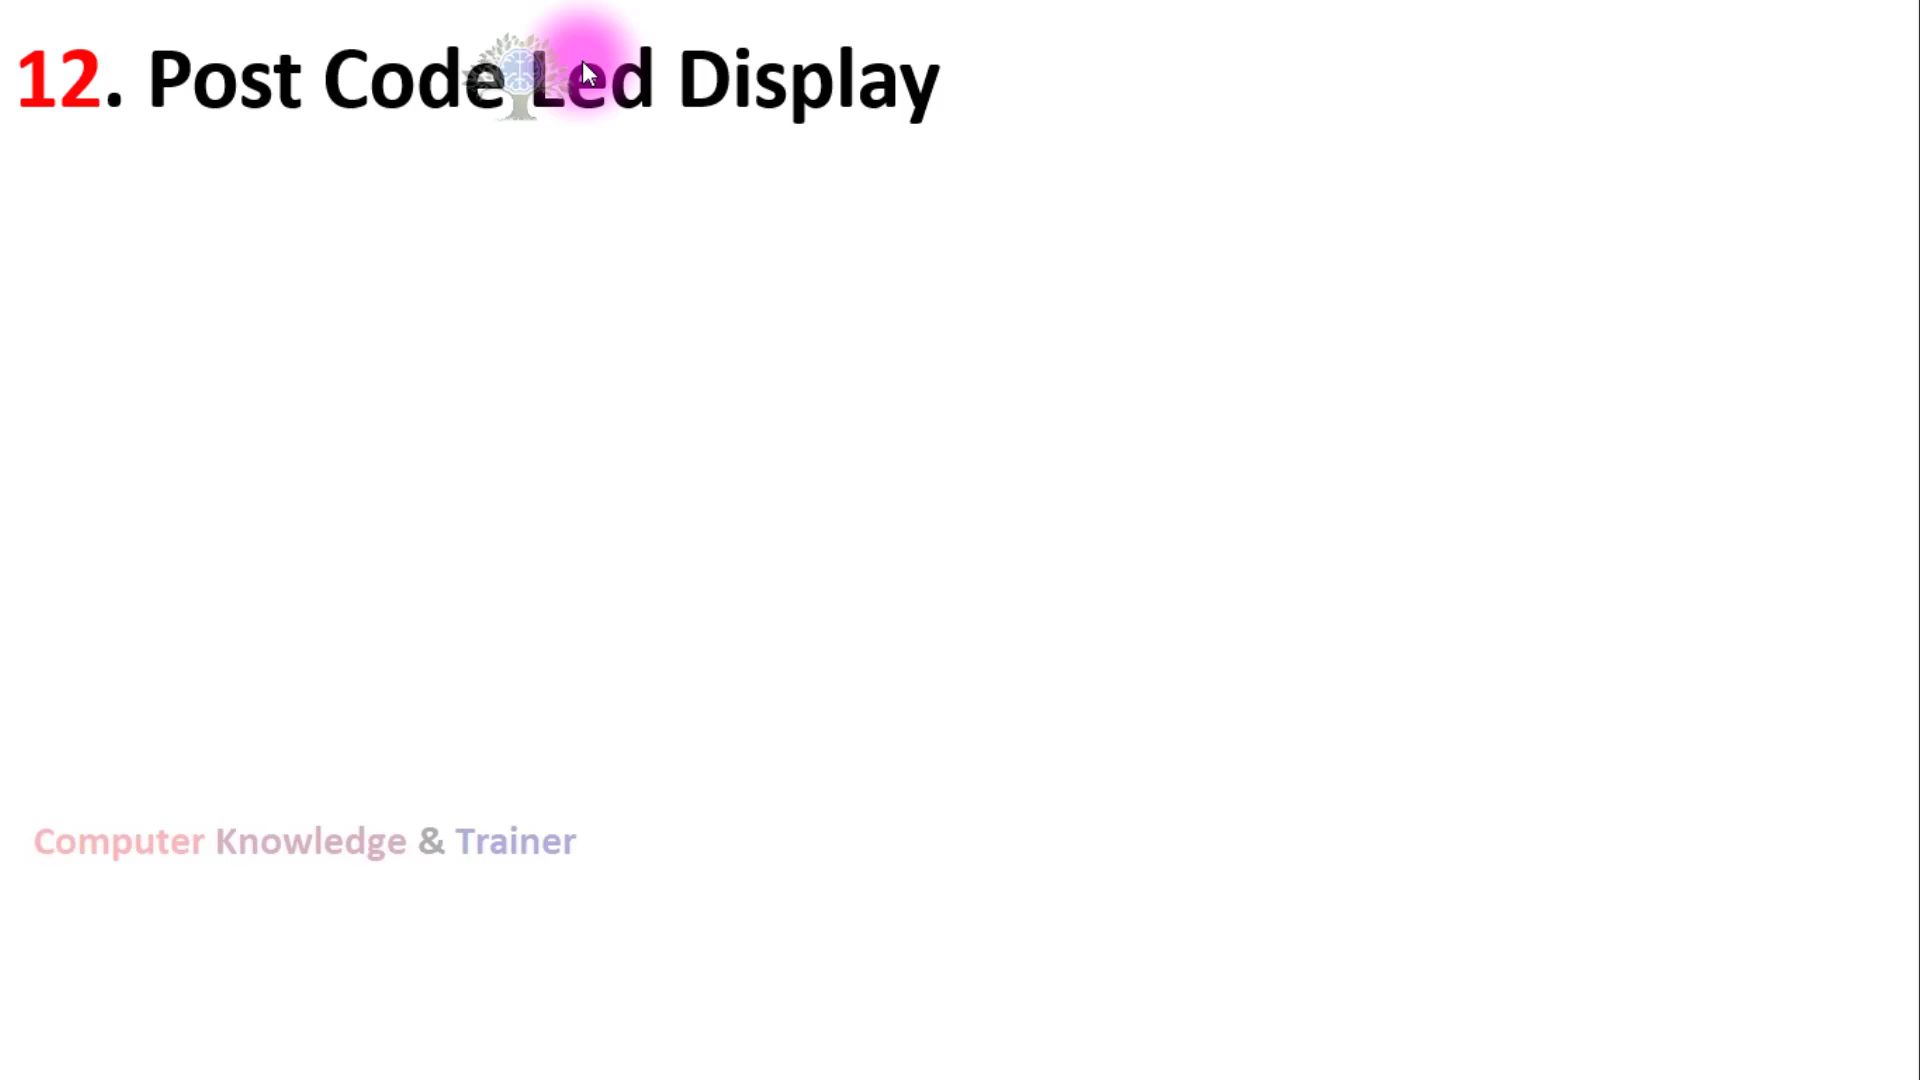 12. Post Code Led Display
Computer Knowledge & Trainer